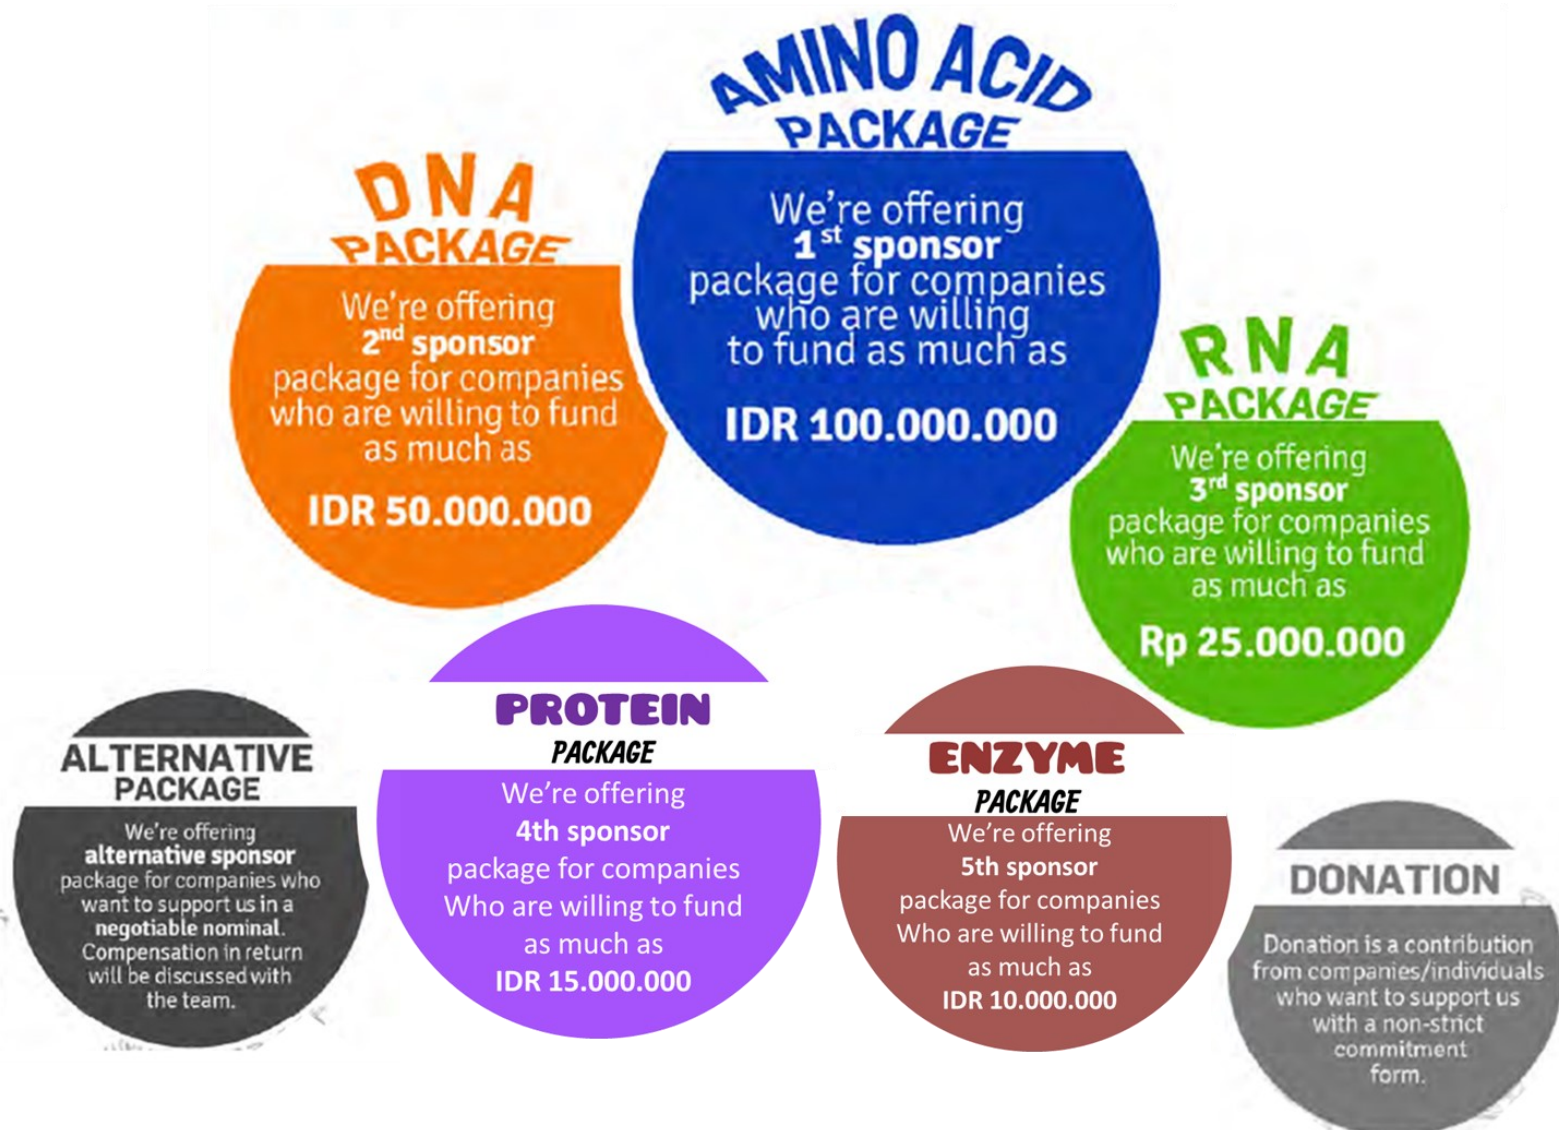 AMINO ACID
PACKAGE
We're offering
1st sponsor
package for companies
who are willing
to fund as much as
IDR 100.000.000
DNA
PACKAGE
We're offering
2nd sponsor
package for companies
who are willing to fund
as much as
IDR 50.000.000
RNA
PACKAGE
We're offering
3rd sponsor
package for companies
who are willing to fund
as much as
Rp 25.000.000
ALTERNATIVE
PACKAGE
We're offering
alternative sponsor
package for companies who
want to support us in a
negotiable nominal.
Compensation in return
will be discussed with
the team.
PROTEIN
PACKAGE
We're offering
4th sponsor
package for companies
Who are willing to fund
as much as
IDR 15.000.000
ENZYME
PACKAGE
We're offering
5th sponsor
package for companies
Who are willing to fund
as much as
IDR 10.000.000
DONATION
Donation is a contribution
from companies/individuals
who want to support us
with a non-strict
commitment
form.